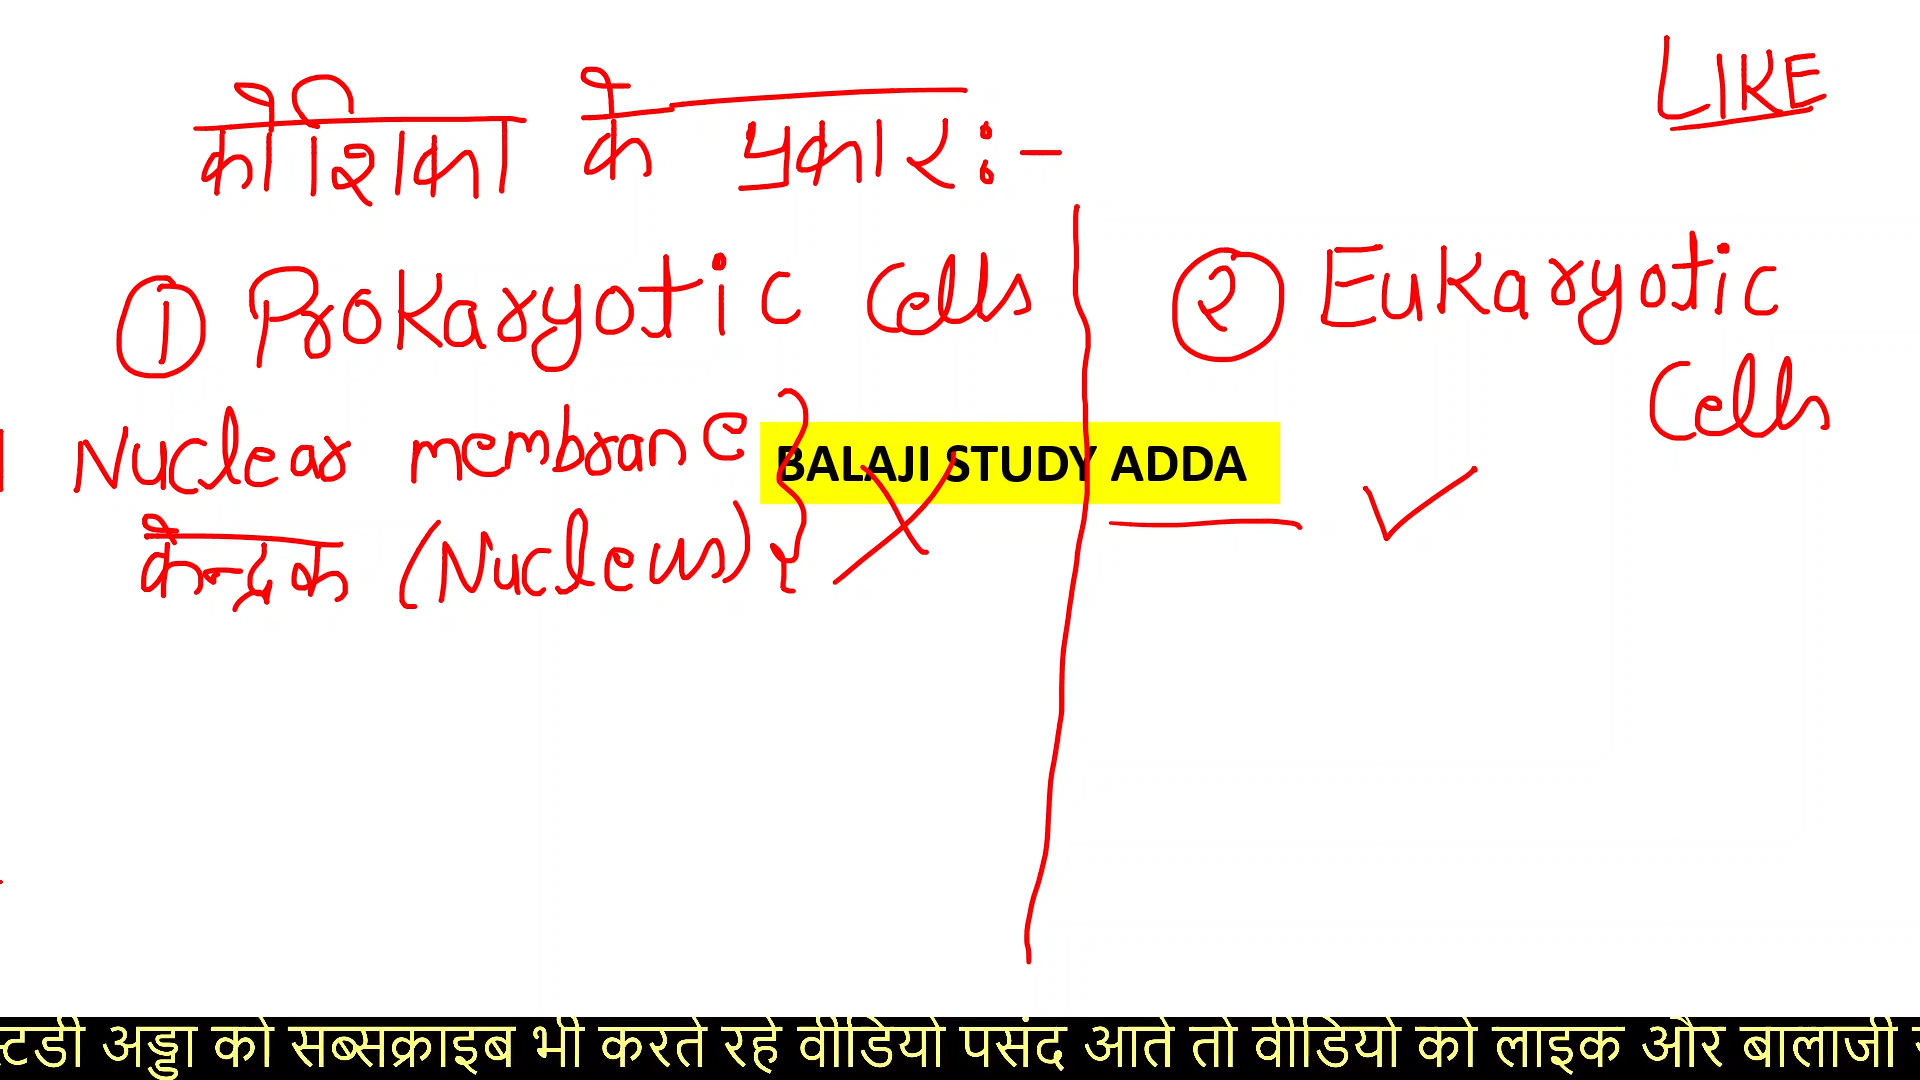 कोशिका के प्रकार :-
LIKE
① Prokaryotic Cells
② Eukaryotic
Cells
Nuclear membrane
BALAJI STUDY ADDA
केन्द्रक (Nucleus)
स्टडी अड्डा को सब्सक्राइब भी करते रहे वीडियो पसंद आते तो वीडियो को लाइक और बालाजी